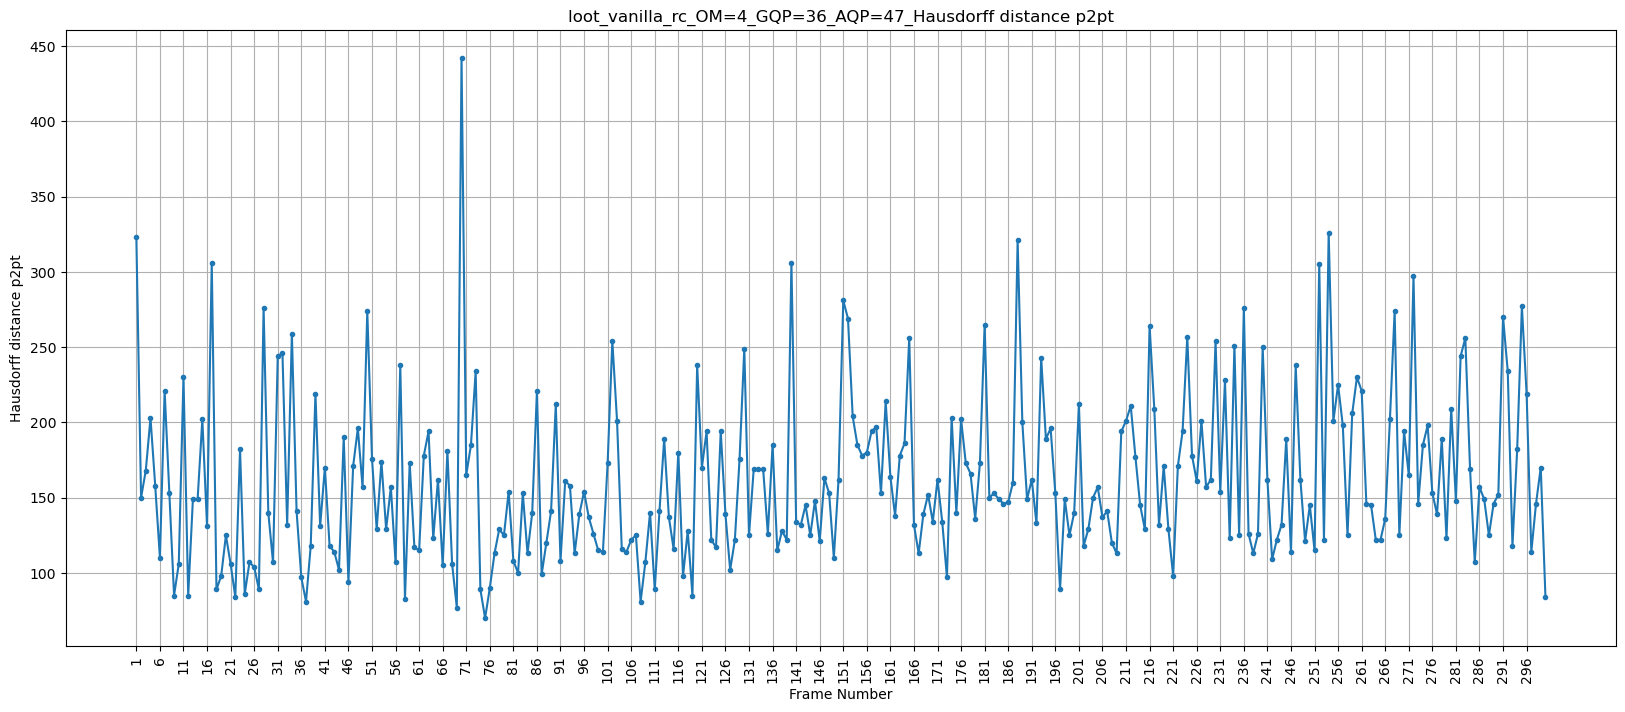 loot_vanilla_rc_OM=4_GQP=36_AQP=47_Hausdorff distance p2pt
Hausdorff distance p2pt
450
400
350
300
250
200
150
100
1 6 11 16 21 26 31 36 41 46 51 56 61 66 71 76 81 86 91 96 101 106 111 116 121 126 131 136 141 146 151 156 161 166 171 176 181 186 191 196 201 206 211 216 221 226 231 236 241 246 251 256 261 266 271 276 281 286 291 296
Frame Number